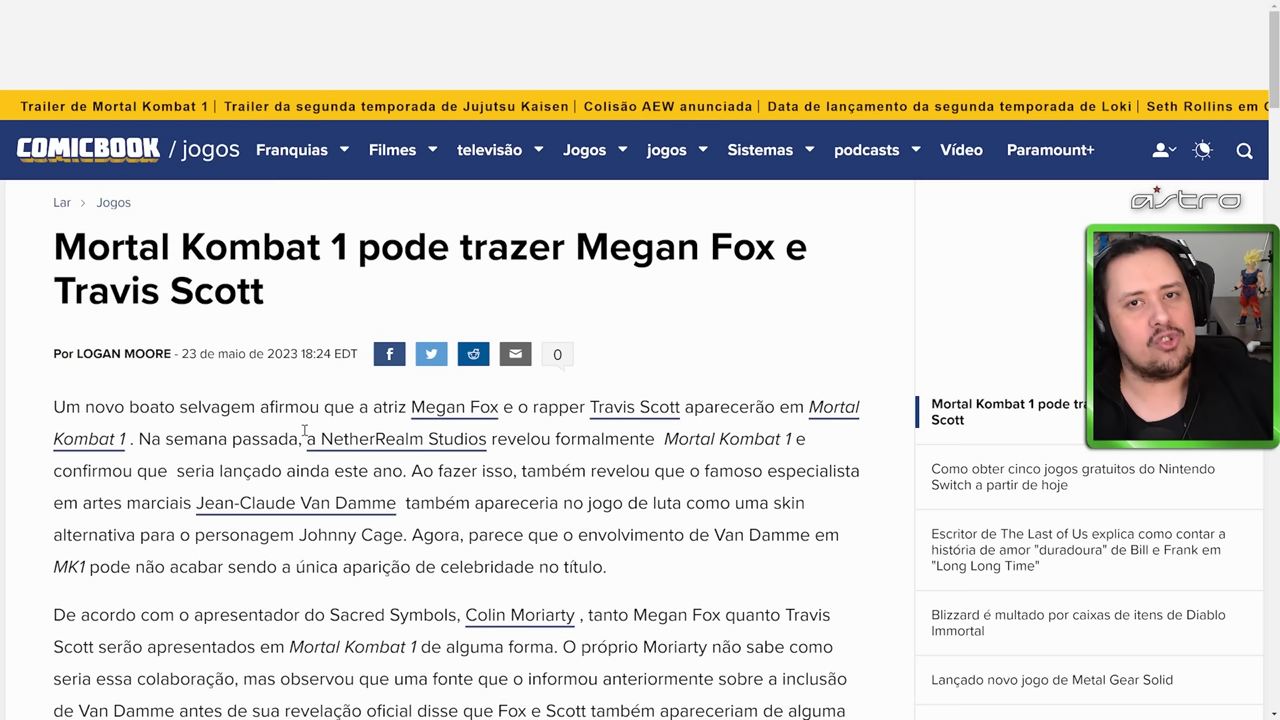 Trailer de Mortal Kombat 1 | Trailer da segunda temporada de Jujutsu Kaisen | Colisão AEW anunciada | Data de lançamento da segunda temporada de Loki | Seth Rollins em
COMICBOOK / jogos Franquias Filmes televisão Jogos jogos Sistemas podcasts Vídeo Paramount+
Lar > Jogos
astro
Mortal Kombat 1 pode trazer Megan Fox e
Travis Scott
Por LOGAN MOORE - 23 de maio de 2023 18:24 EDT
f
0
Um novo boato selvagem afirmou que a atriz Megan Fox e o rapper Travis Scott aparecerão em Mortal
Kombat 1 . Na semana passada, a NetherRealm Studios revelou formalmente Mortal Kombat 1 e
confirmou que seria lançado ainda este ano. Ao fazer isso, também revelou que o famoso especialista
em artes marciais Jean-Claude Van Damme também apareceria no jogo de luta como uma skin
alternativa para o personagem Johnny Cage. Agora, parece que o envolvimento de Van Damme em
MK1 pode não acabar sendo a única aparição de celebridade no título.
De acordo com o apresentador do Sacred Symbols, Colin Moriarty , tanto Megan Fox quanto Travis
Scott serão apresentados em Mortal Kombat 1 de alguma forma. O próprio Moriarty não sabe como
seria essa colaboração, mas observou que uma fonte que o informou anteriormente sobre a inclusão
de Van Damme antes de sua revelação oficial disse que Fox e Scott também apareceriam de alguma
Mortal Kombat 1 pode
Scott
Como obter cinco jogos gratuitos do Nintendo
Switch a partir de hoje
Escritor de The Last of Us explica como contar a
história de amor "duradoura" de Bill e Frank em
"Long Long Time"
Blizzard é multado por caixas de itens de Diablo
Immortal
Lançado novo jogo de Metal Gear Solid